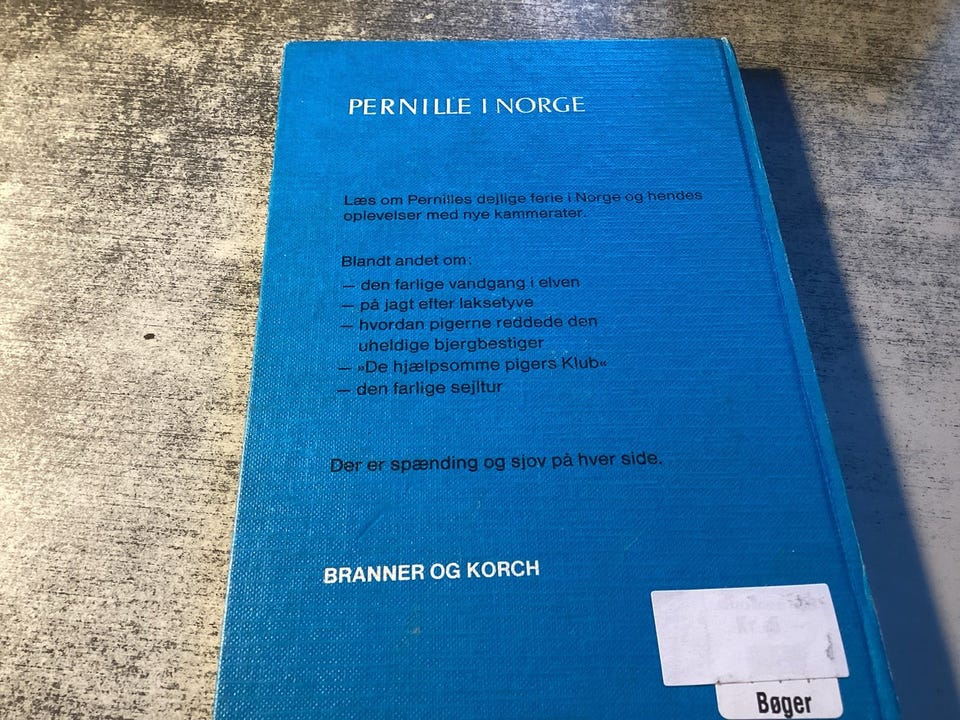 PERNILLE I NORGE
Læs om Pernilles dejlige ferie i Norge og hendes
oplevelser med nye kammerater.
Blandt andet om:
— den farlige vandgang i elven
— på jagt efter laksetyve
— hvordan pigerne reddede den
uheldige bjergbestiger
— »De hjælpsomme pigers Klub«
— den farlige sejltur
Der er spænding og sjov på hver side.
BRANNER OG KORCH
Bøger